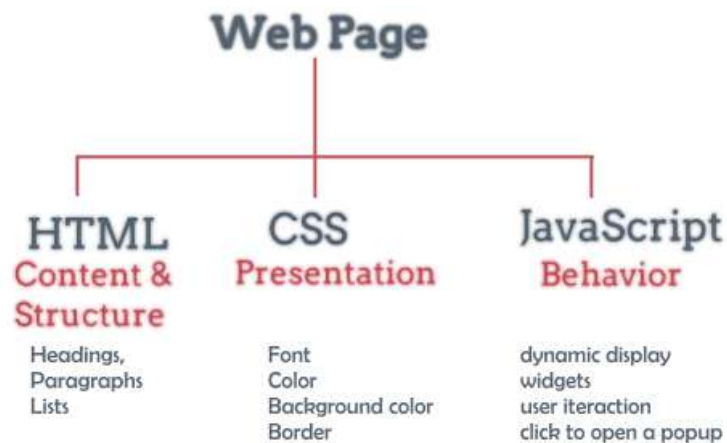 Web Page
HTML
Content &
Structure
Headings,
Paragraphs
Lists
CSS
Presentation
Font
Color
Background color
Border
JavaScript
Behavior
dynamic display
widgets
user iteraction
click to open a popup